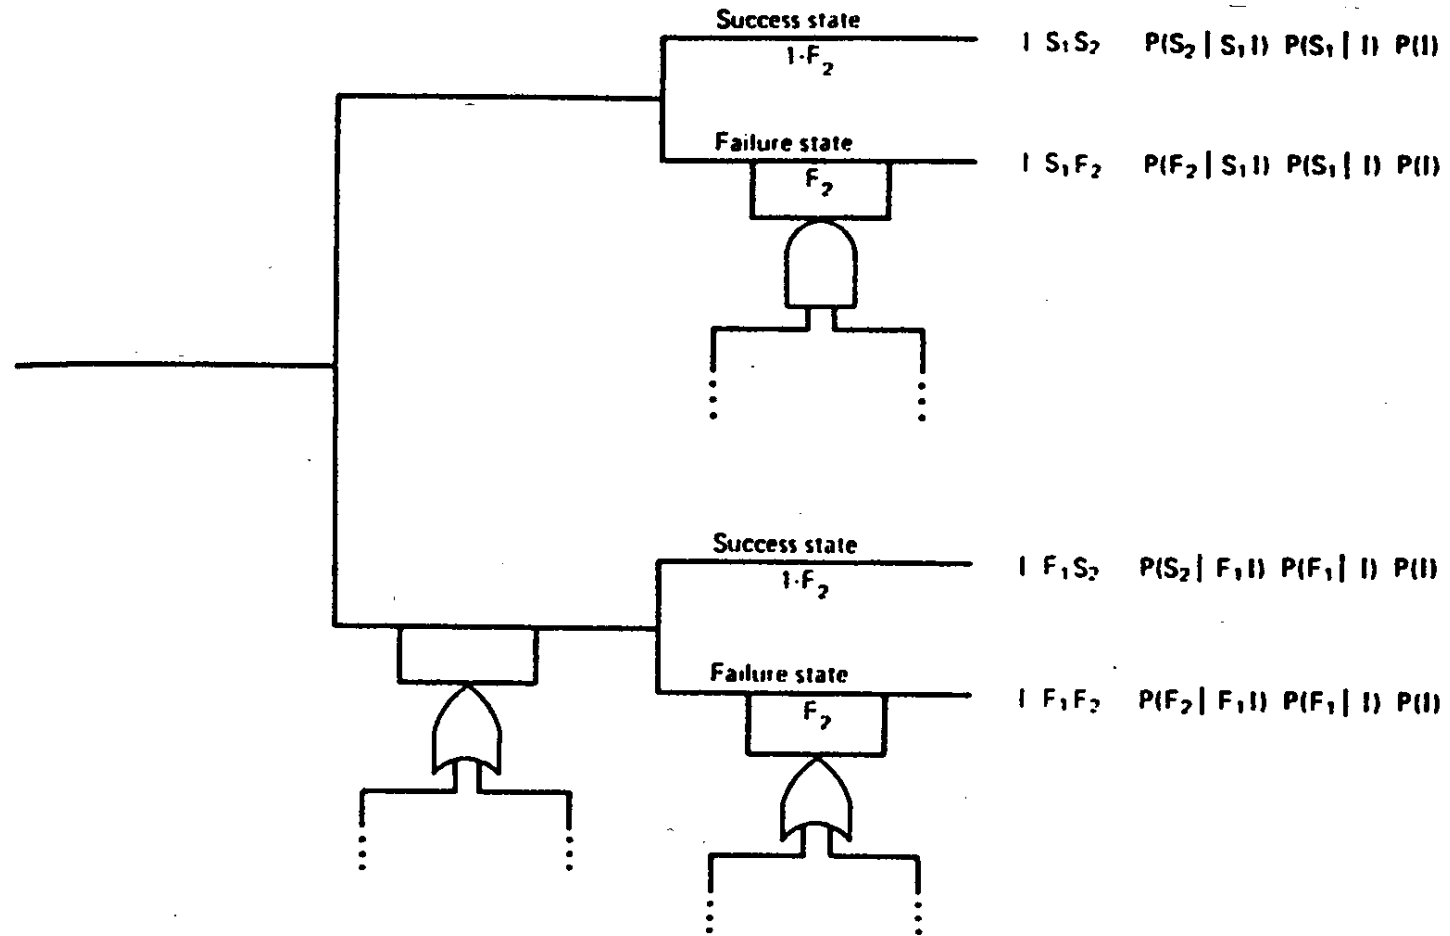 Success state
1-F₂
I S₁S₂ P(S₂ | S₁I) P(S₁ | I) P(I)
Failure state
F₂
I S₁F₂ P(F₂ | S₁I) P(S₁ | I) P(I)
Success state
1-F₂
I F₁S₂ P(S₂ | F₁I) P(F₁ | I) P(I)
Failure state
F₂
I F₁F₂ P(F₂ | F₁I) P(F₁ | I) P(I)